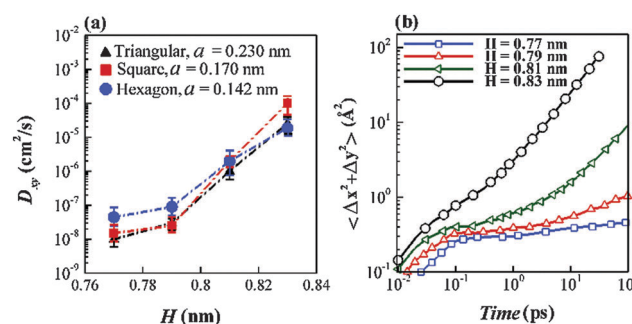 (a)
Triangular, a = 0.230 nm
Square, a = 0.170 nm
Hexagon, a = 0.142 nm
D_xy (cm²/s)
10⁻²
10⁻³
10⁻⁴
10⁻⁵
10⁻⁶
10⁻⁷
10⁻⁸
10⁻⁹
0.76 0.78 0.80 0.82 0.84
H (nm)
(b)
H = 0.77 nm
H = 0.79 nm
H = 0.81 nm
H = 0.83 nm
<Δx²+Δy²> (Å²)
10²
10¹
10⁰
10⁻¹
10⁻² 10⁻¹ 10⁰ 10¹ 10²
Time (ps)